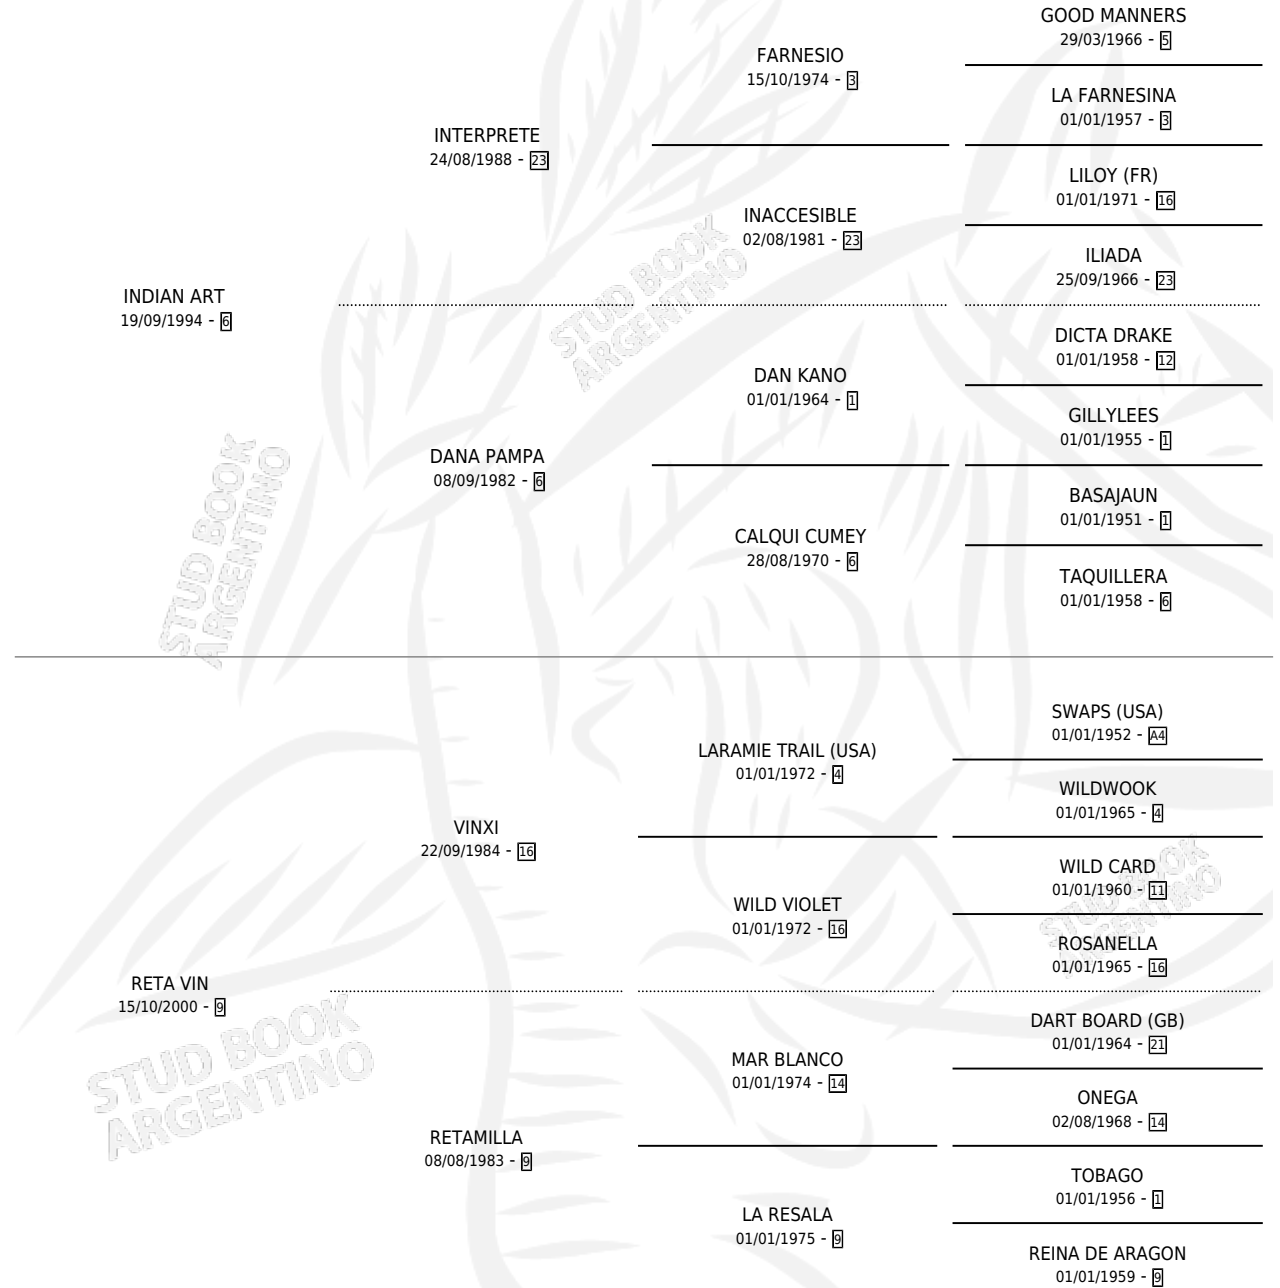 GOOD MANNERS
29/03/1966 - 5
FARNESIO
15/10/1974 - 3
LA FARNESINA
01/01/1957 - 3
INTERPRETE
24/08/1988 - 23
LILOY (FR)
01/01/1971 - 16
INACCESIBLE
02/08/1981 - 23
ILIADA
25/09/1966 - 23
INDIAN ART
19/09/1994 - 6
DICTA DRAKE
01/01/1958 - 12
DAN KANO
01/01/1964 - 1
GILLYLEES
01/01/1955 - 1
DANA PAMPA
08/09/1982 - 6
BASAJAUN
01/01/1951 - 1
CALQUI CUMEY
28/08/1970 - 6
TAQUILLERA
01/01/1958 - 6
STUD BOOK
ARGENTINO
STUD BOOK
ARGENTINO
SWAPS (USA)
01/01/1952 - A4
LARAMIE TRAIL (USA)
01/01/1972 - 4
WILDWOOK
01/01/1965 - 4
VINXI
22/09/1984 - 16
WILD CARD
01/01/1960 - 11
WILD VIOLET
01/01/1972 - 16
ROSANELLA
01/01/1965 - 16
RETA VIN
15/10/2000 - 9
DART BOARD (GB)
01/01/1964 - 21
MAR BLANCO
01/01/1974 - 14
ONEGA
02/08/1968 - 14
RETAMILLA
08/08/1983 - 9
TOBAGO
01/01/1956 - 1
LA RESALA
01/01/1975 - 9
REINA DE ARAGON
01/01/1959 - 9
STUD BOOK
ARGENTINO
STUD BOOK
ARGENTINO